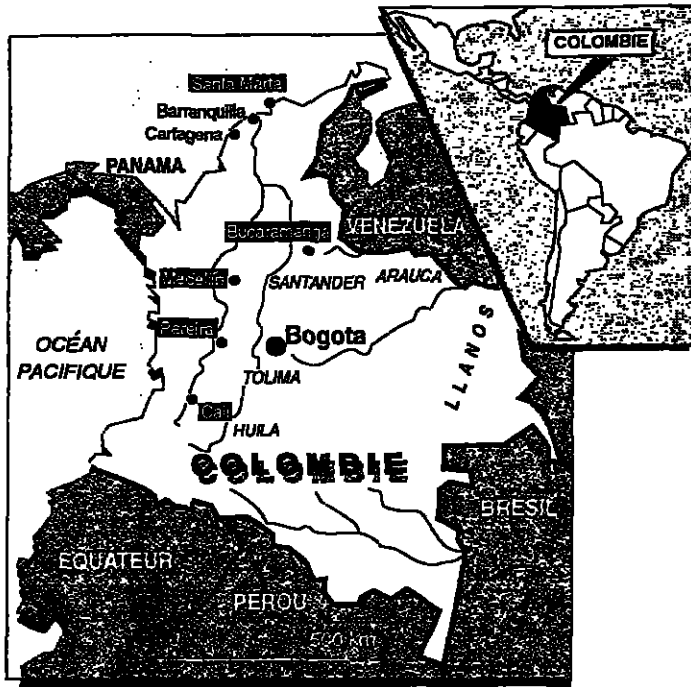 COLOMBIE
Santa Marta
Barranquilla
Cartagena
PANAMA
Bucaramanga
VENEZUELA
SANTANDER
ARAUCA
Medellin
Pereira
Bogota
OCÉAN
PACIFIQUE
LLANOS
TOLIMA
Cali
HUILA
COLOMBIE
BRESIL
EQUATEUR
PEROU
500 km